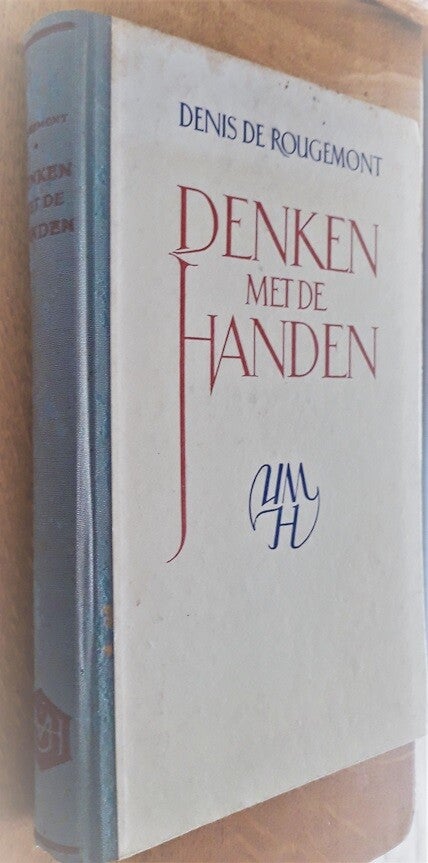 DENIS DE ROUGEMONT
DENKEN
MET DE
HANDEN
UMH